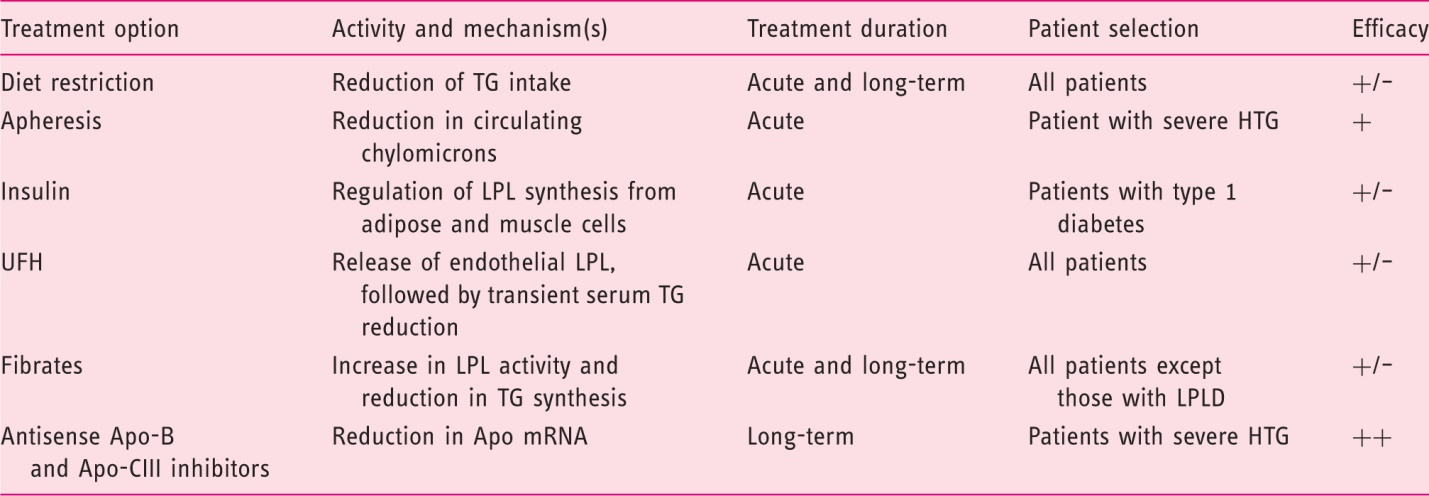 Treatment option Activity and mechanism(s) Treatment duration Patient selection Efficacy
Diet restriction Reduction of TG intake Acute and long-term All patients +/-
Apheresis Reduction in circulating Acute Patient with severe HTG +
chylomicrons
Insulin Regulation of LPL synthesis from Acute Patients with type 1 +/-
adipose and muscle cells diabetes
UFH Release of endothelial LPL, Acute All patients +/-
followed by transient serum TG
reduction
Fibrates Increase in LPL activity and Acute and long-term All patients except +/-
reduction in TG synthesis those with LPLD
Antisense Apo-B Reduction in Apo mRNA Long-term Patients with severe HTG ++
and Apo-CIII inhibitors